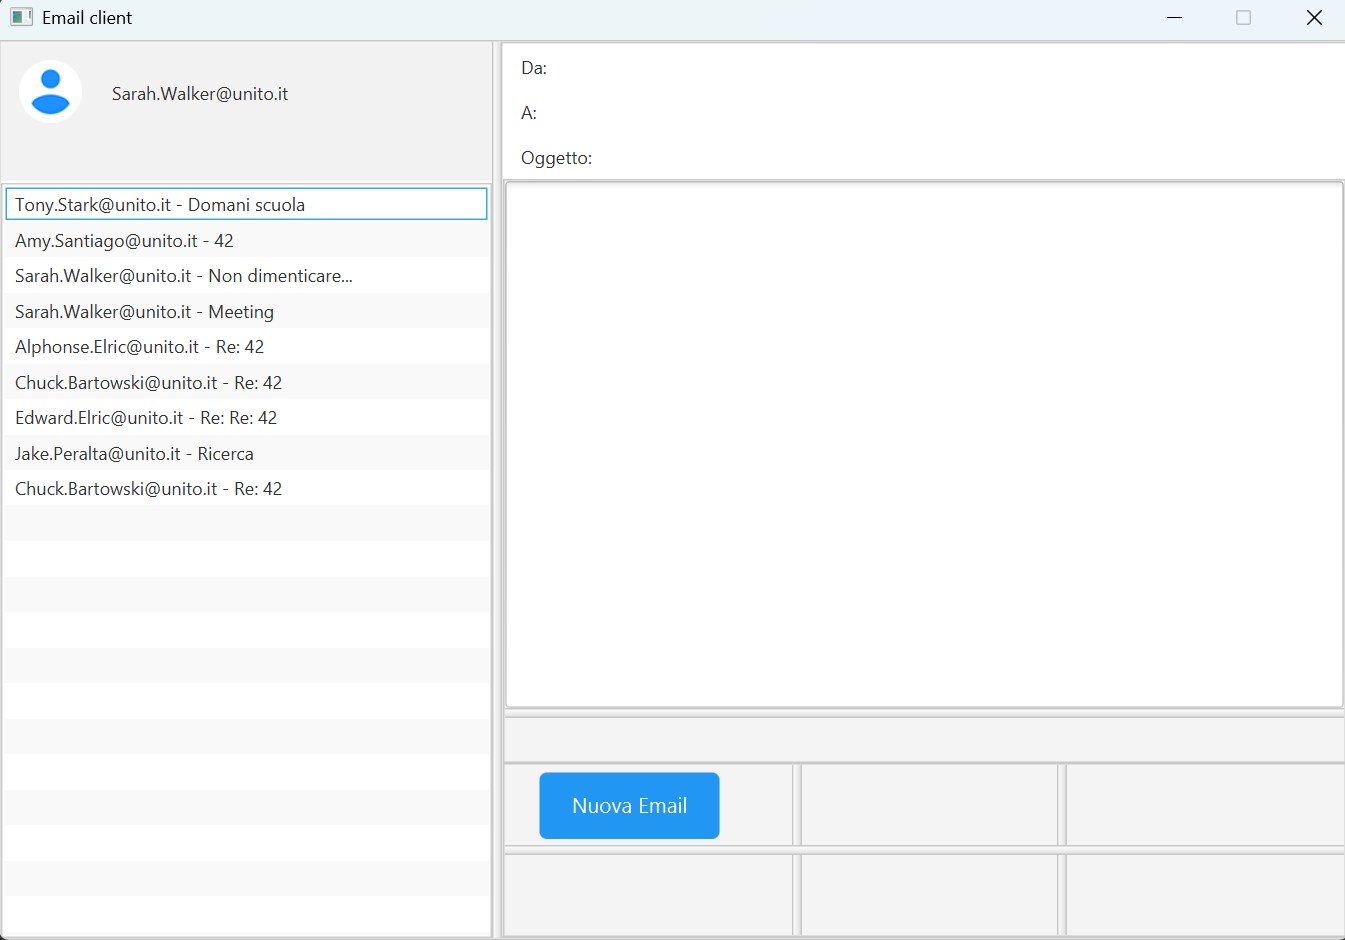 Email client
Sarah.Walker@unito.it
Tony.Stark@unito.it - Domani scuola
Amy.Santiago@unito.it - 42
Sarah.Walker@unito.it - Non dimenticare...
Sarah.Walker@unito.it - Meeting
Alphonse.Elric@unito.it - Re: 42
Chuck.Bartowski@unito.it - Re: 42
Edward.Elric@unito.it - Re: Re: 42
Jake.Peralta@unito.it - Ricerca
Chuck.Bartowski@unito.it - Re: 42
Da:
A:
Oggetto:
Nuova Email